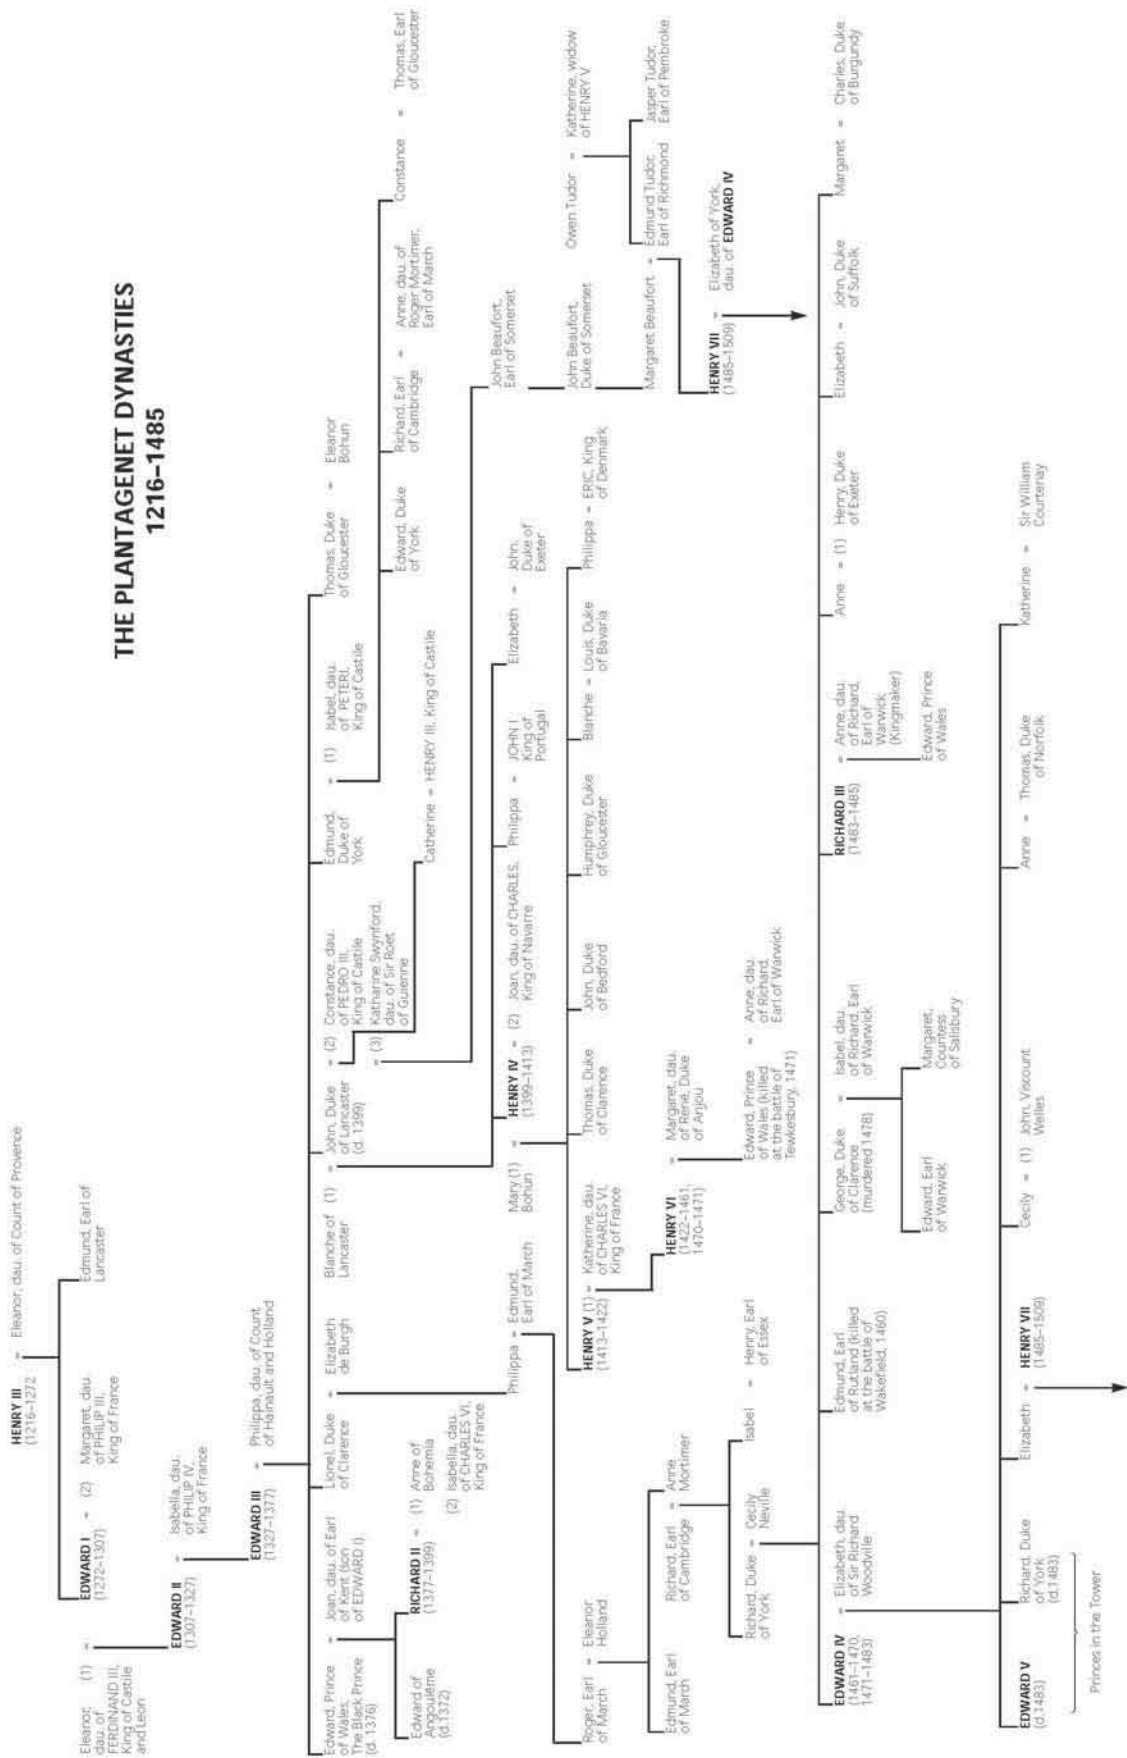 THE PLANTAGENET DYNASTIES
1216–1485
HENRY III
(1216–1272
=
Eleanor, dau. of Count of Provence
Eleanor,
dau. of
FERDINAND III,
King of Castile
and Leon
(1)
=
EDWARD I
(1272–1307)
=
(2)
Margaret, dau.
of PHILIP III,
King of France
Edmund, Earl of
Lancaster
EDWARD II
(1307–1327)
=
Isabella, dau.
of PHILIP IV,
King of France
EDWARD III
(1327–1377)
=
Philippa, dau. of Count
of Hainault and Holland
Edward, Prince
of Wales,
The Black Prince
(d. 1376)
=
Joan, dau. of Earl
of Kent (son
of EDWARD I)
Lionel, Duke
of Clarence
=
Elizabeth
de Burgh
Blanche of
Lancaster
(1)
=
John, Duke
of Lancaster
(d. 1399)
= (2)
Constance, dau.
of PEDRO III,
King of Castile
= (3)
Katharine Swynford,
dau. of Sir Roet
of Guienne
Edmund,
Duke of
York
= (1)
Isabel, dau.
of PETER I,
King of Castile
Thomas, Duke
of Gloucester
=
Eleanor
Bohun
Edward of
Angoulême
(d.1372)
RICHARD II
(1377–1399)
=
(1)
Anne of
Bohemia
(2)
Isabella, dau.
of CHARLES VI,
King of France
Catherine = HENRY III, King of Castile
Edward, Duke
of York
Richard, Earl
of Cambridge
=
Anne, dau. of
Roger Mortimer,
Earl of March
Constance
=
Thomas, Earl
of Gloucester
Philippa
=
Edmund,
Earl of March
Mary (1)
Bohun
=
HENRY IV
(1399–1413)
= (2)
Joan, dau. of CHARLES,
King of Navarre
Philippa
=
JOHN I
King of
Portugal
Elizabeth
=
John,
Duke of
Exeter
John Beaufort,
Earl of Somerset
John Beaufort,
Duke of Somerset
Owen Tudor
=
Katherine, widow
of HENRY V
Roger, Earl
of March
=
Eleanor
Holland
HENRY V (1)
(1413–1422)
=
Katherine, dau.
of CHARLES VI,
King of France
Thomas, Duke
of Clarence
John, Duke
of Bedford
Humphrey, Duke
of Gloucester
Blanche
=
Louis, Duke
of Bavaria
Philippa
=
ERIC, King
of Denmark
Margaret Beaufort
=
Edmund Tudor,
Earl of Richmond
Jasper Tudor,
Earl of Pembroke
Edmund, Earl
of March
Richard, Earl
of Cambridge
=
Anne
Mortimer
HENRY VI
(1422–1461,
1470–1471)
=
Margaret, dau.
of René, Duke
of Anjou
HENRY VII
(1485–1509)
=
Elizabeth of York,
dau. of EDWARD IV
Richard, Duke
of York
=
Cecily
Neville
Isabel
=
Henry, Earl
of Essex
Edward, Prince
of Wales (killed
at the battle of
Tewkesbury, 1471)
=
Anne, dau.
of Richard,
Earl of Warwick
EDWARD IV
(1461–1470,
1471–1483)
=
Elizabeth, dau.
of Sir Richard
Woodville
Edmund, Earl
of Rutland (killed
at the battle of
Wakefield, 1460)
George, Duke
of Clarence
(murdered 1478)
=
Isabel, dau.
of Richard, Earl
of Warwick
RICHARD III
(1483–1485)
=
Anne, dau.
of Richard,
Earl of
Warwick
(Kingmaker)
Anne
= (1)
Henry, Duke
of Exeter
Elizabeth
=
John, Duke
of Suffolk
Margaret
=
Charles, Duke
of Burgundy
Edward, Earl
of Warwick
Margaret,
Countess
of Salisbury
Edward, Prince
of Wales
EDWARD V
(d.1483)
Richard, Duke
of York
(d.1483)
Elizabeth
=
HENRY VII
(1485–1509)
Cecily
= (1)
John, Viscount
Welles
Anne
=
Thomas, Duke
of Norfolk
Katherine
=
Sir William
Courtenay
Princes in the Tower